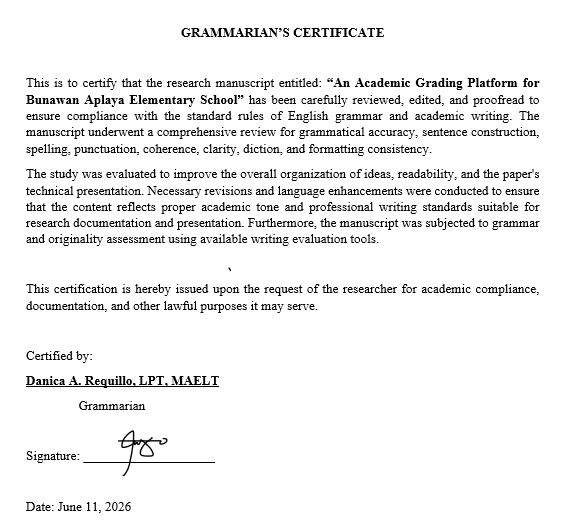 GRAMMARIAN’S CERTIFICATE
This is to certify that the research manuscript entitled: “An Academic Grading Platform for
Bunawan Aplaya Elementary School” has been carefully reviewed, edited, and proofread to
ensure compliance with the standard rules of English grammar and academic writing. The
manuscript underwent a comprehensive review for grammatical accuracy, sentence construction,
spelling, punctuation, coherence, clarity, diction, and formatting consistency.
The study was evaluated to improve the overall organization of ideas, readability, and the paper's
technical presentation. Necessary revisions and language enhancements were conducted to ensure
that the content reflects proper academic tone and professional writing standards suitable for
research documentation and presentation. Furthermore, the manuscript was subjected to grammar
and originality assessment using available writing evaluation tools.
This certification is hereby issued upon the request of the researcher for academic compliance,
documentation, and other lawful purposes it may serve.
Certified by:
Danica A. Requillo, LPT, MAELT
Grammarian
Signature:
Date: June 11, 2026